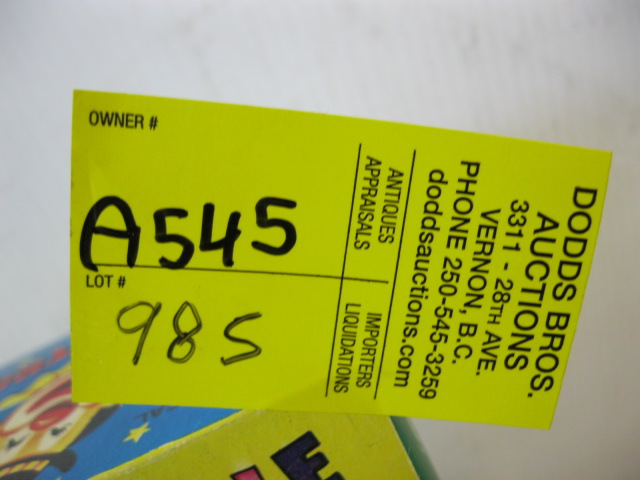 OWNER #
A545
LOT #
985
ANTIQUES
APPRAISALS
IMPORTERS
LIQUIDATIONS
DODDS BROS.
AUCTIONS
3311 - 28TH AVE.
VERNON, B.C.
PHONE 250-545-3259
doddsauctions.com